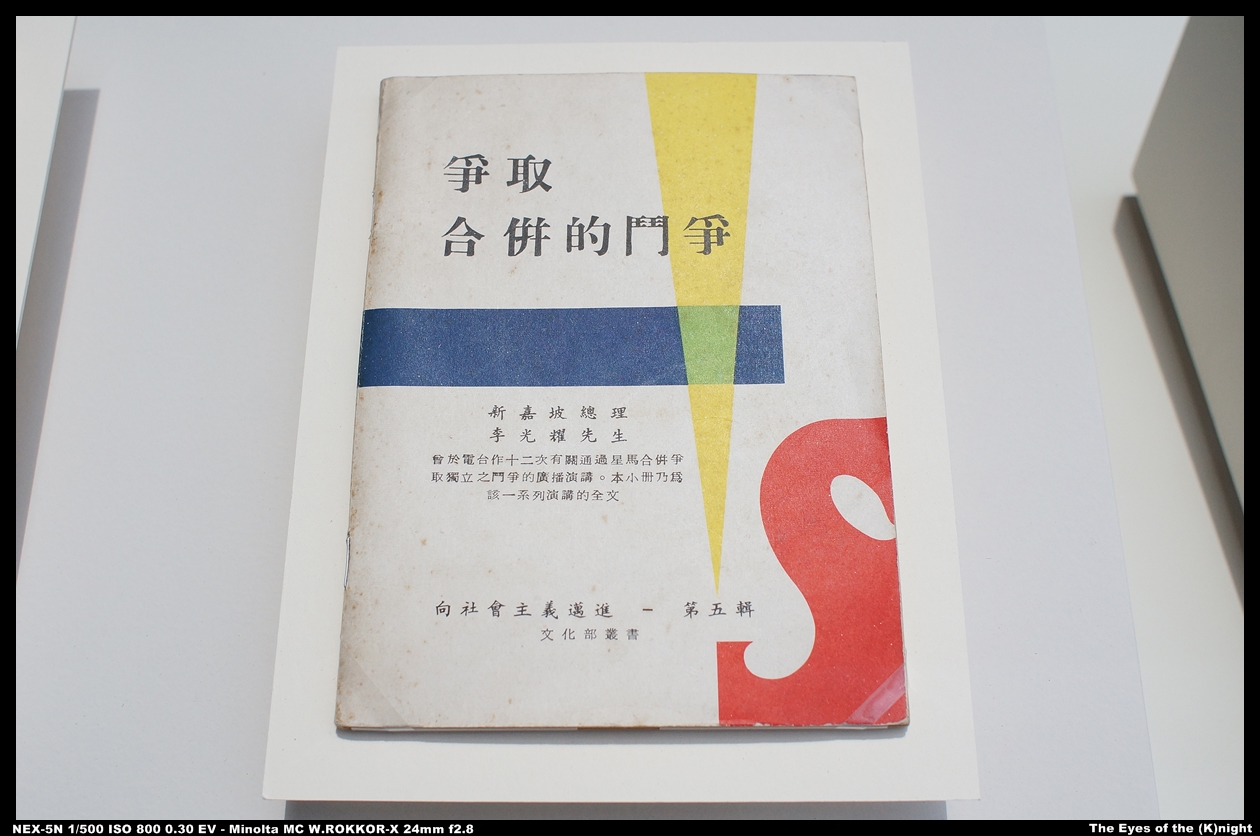 爭取
合併的鬥爭
新嘉坡總理
李光耀先生
曾於電台作十二次有關通過星馬合併爭
取獨立之鬥爭的廣播演講。本小册乃爲
該一系列演講的全文
向社會主義邁進 － 第五輯
文化部叢書
NEX-5N 1/500 ISO 800 0.30 EV - Minolta MC W.ROKKOR-X 24mm f2.8
The Eyes of the (K)night